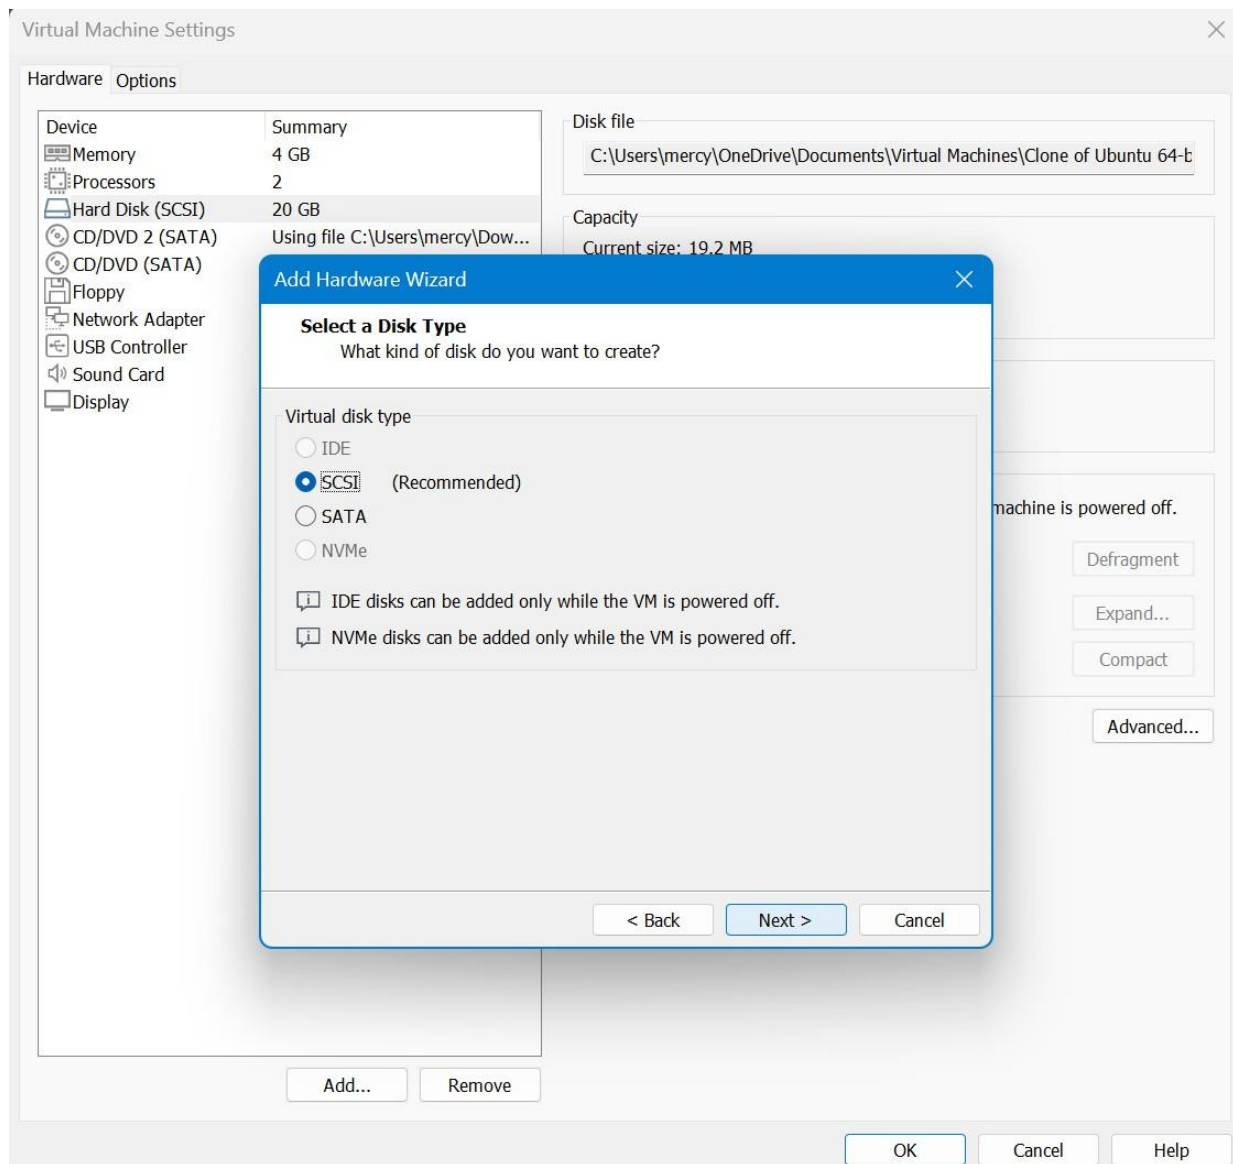 Virtual Machine Settings
Hardware Options
Device Summary
Memory 4 GB
Processors 2
Hard Disk (SCSI) 20 GB
CD/DVD 2 (SATA) Using file C:\Users\mercy\Dow...
CD/DVD (SATA)
Floppy
Network Adapter
USB Controller
Sound Card
Display
Disk file
C:\Users\mercy\OneDrive\Documents\Virtual Machines\Clone of Ubuntu 64-b
Capacity
Current size: 19.2 MB
Add Hardware Wizard
Select a Disk Type
What kind of disk do you want to create?
Virtual disk type
IDE
SCSI (Recommended)
SATA
NVMe
IDE disks can be added only while the VM is powered off.
NVMe disks can be added only while the VM is powered off.
< Back Next > Cancel
machine is powered off.
Defragment
Expand...
Compact
Advanced...
Add... Remove
OK Cancel Help